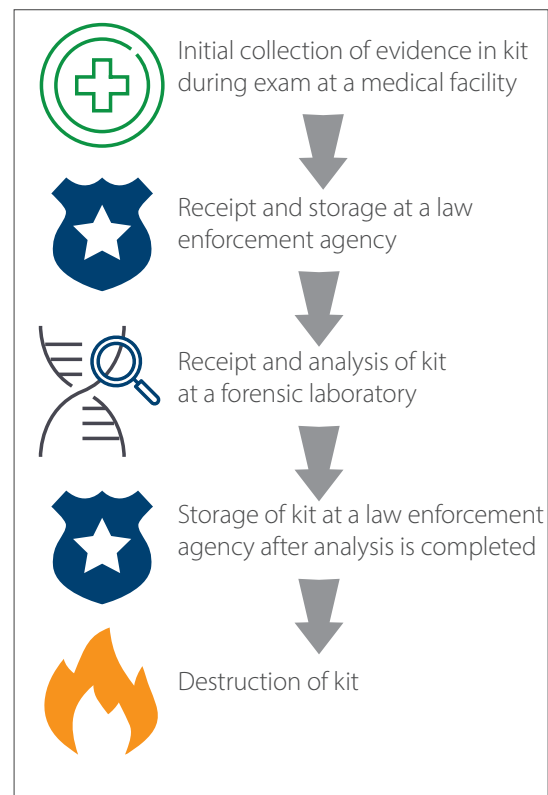 Initial collection of evidence in kit
during exam at a medical facility
Receipt and storage at a law
enforcement agency
Receipt and analysis of kit
at a forensic laboratory
Storage of kit at a law enforcement
agency after analysis is completed
Destruction of kit